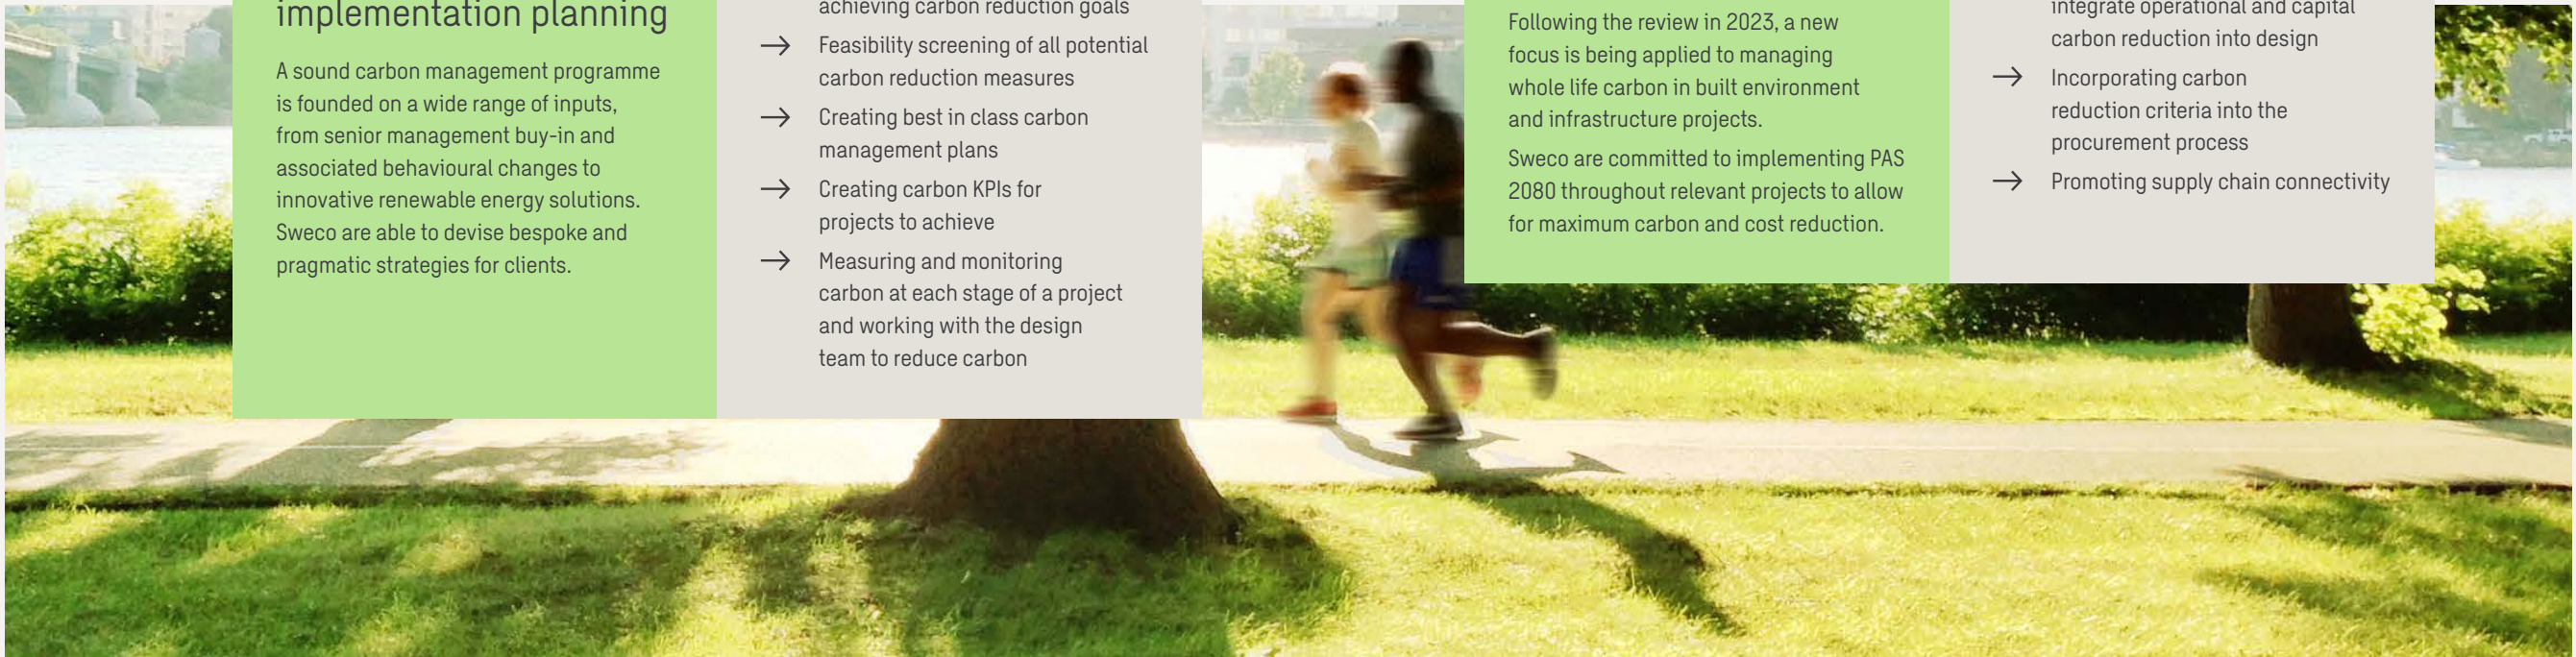 implementation planning
A sound carbon management programme
is founded on a wide range of inputs,
from senior management buy-in and
associated behavioural changes to
innovative renewable energy solutions.
Sweco are able to devise bespoke and
pragmatic strategies for clients.
achieving carbon reduction goals
→ Feasibility screening of all potential
carbon reduction measures
→ Creating best in class carbon
management plans
→ Creating carbon KPIs for
projects to achieve
→ Measuring and monitoring
carbon at each stage of a project
and working with the design
team to reduce carbon
Following the review in 2023, a new
focus is being applied to managing
whole life carbon in built environment
and infrastructure projects.
Sweco are committed to implementing PAS
2080 throughout relevant projects to allow
for maximum carbon and cost reduction.
integrate operational and capital
carbon reduction into design
→ Incorporating carbon
reduction criteria into the
procurement process
→ Promoting supply chain connectivity